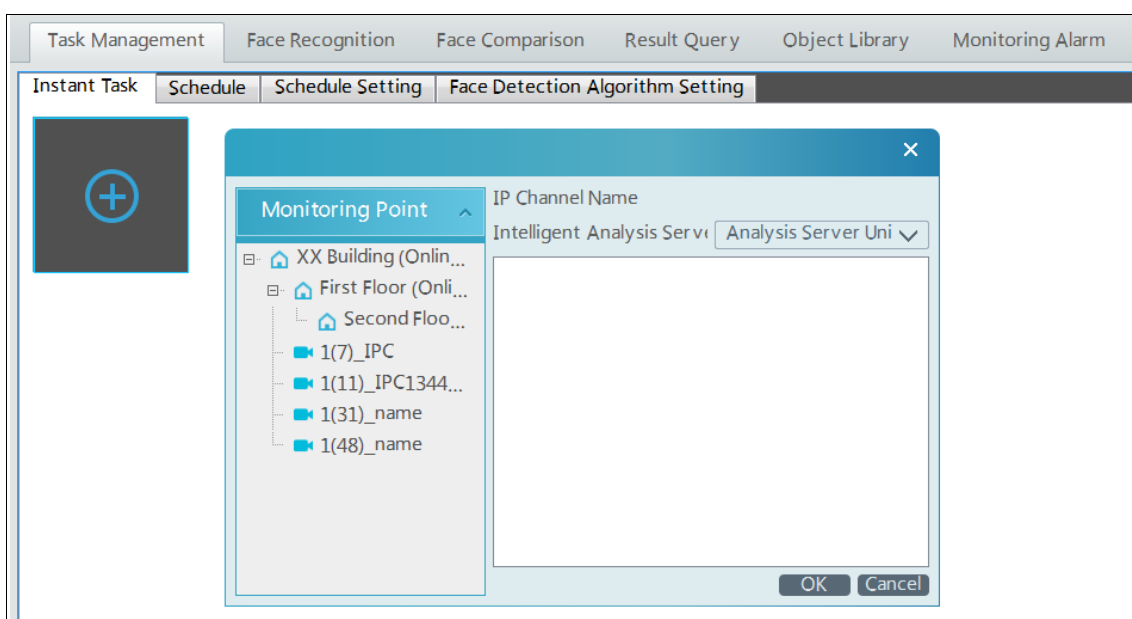 Task Management Face Recognition Face Comparison Result Query Object Library Monitoring Alarm
Instant Task Schedule Schedule Setting Face Detection Algorithm Setting
Monitoring Point
XX Building (Onlin...
First Floor (Onli...
Second Floo...
1(7)_IPC
1(11)_IPC1344...
1(31)_name
1(48)_name
IP Channel Name
Intelligent Analysis Serve Analysis Server Uni
OK Cancel